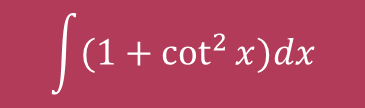 ∫(1 + cot² x)dx